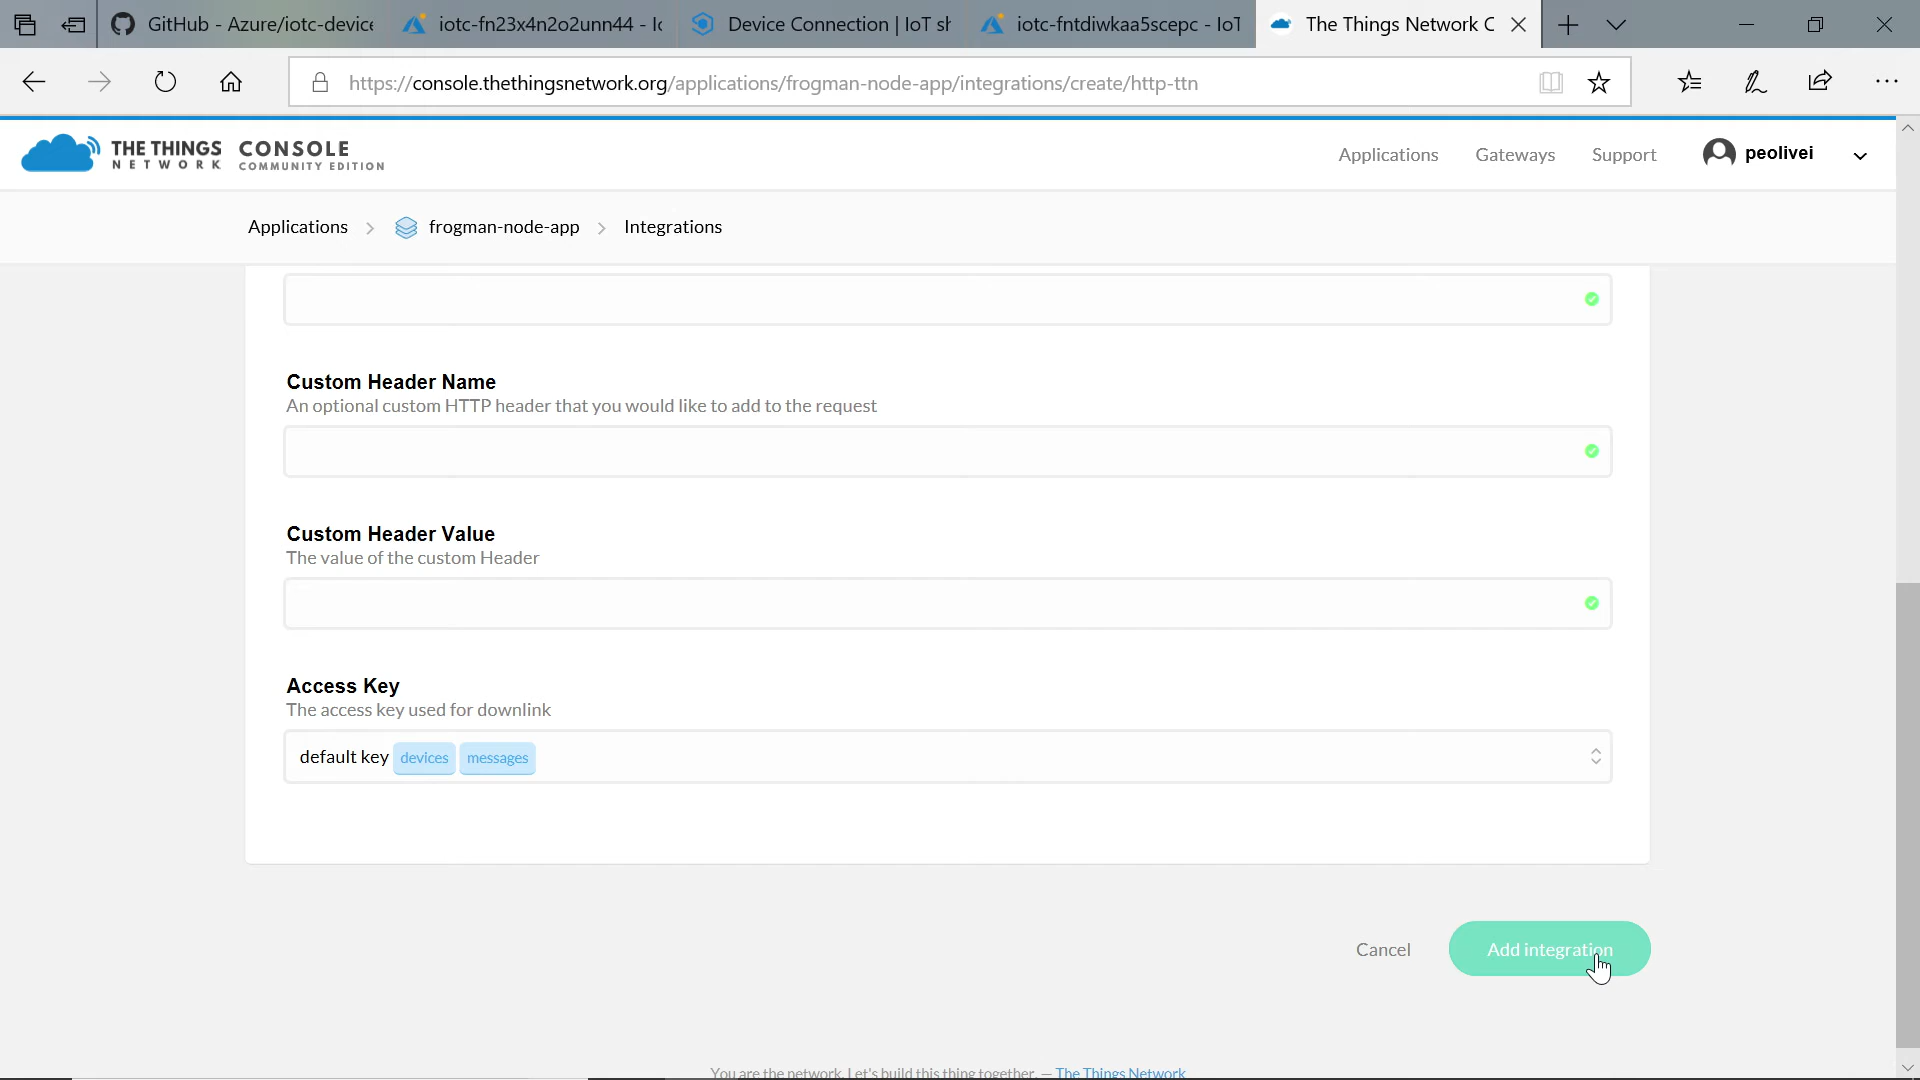 GitHub - Azure/iotc-device
iotc-fn23x4n2o2unn44 - Ic
Device Connection | IoT sh
iotc-fntdiwkaa5scepc - IoT
The Things Network C
https://console.thethingsnetwork.org/applications/frogman-node-app/integrations/create/http-ttn
THE THINGS NETWORK
CONSOLE
COMMUNITY EDITION
Applications
Gateways
Support
peolivei
Applications > frogman-node-app > Integrations
Custom Header Name
An optional custom HTTP header that you would like to add to the request
Custom Header Value
The value of the custom Header
Access Key
The access key used for downlink
default key devices messages
Cancel
Add integration
You are the network. Let's build this thing together. — The Things Network